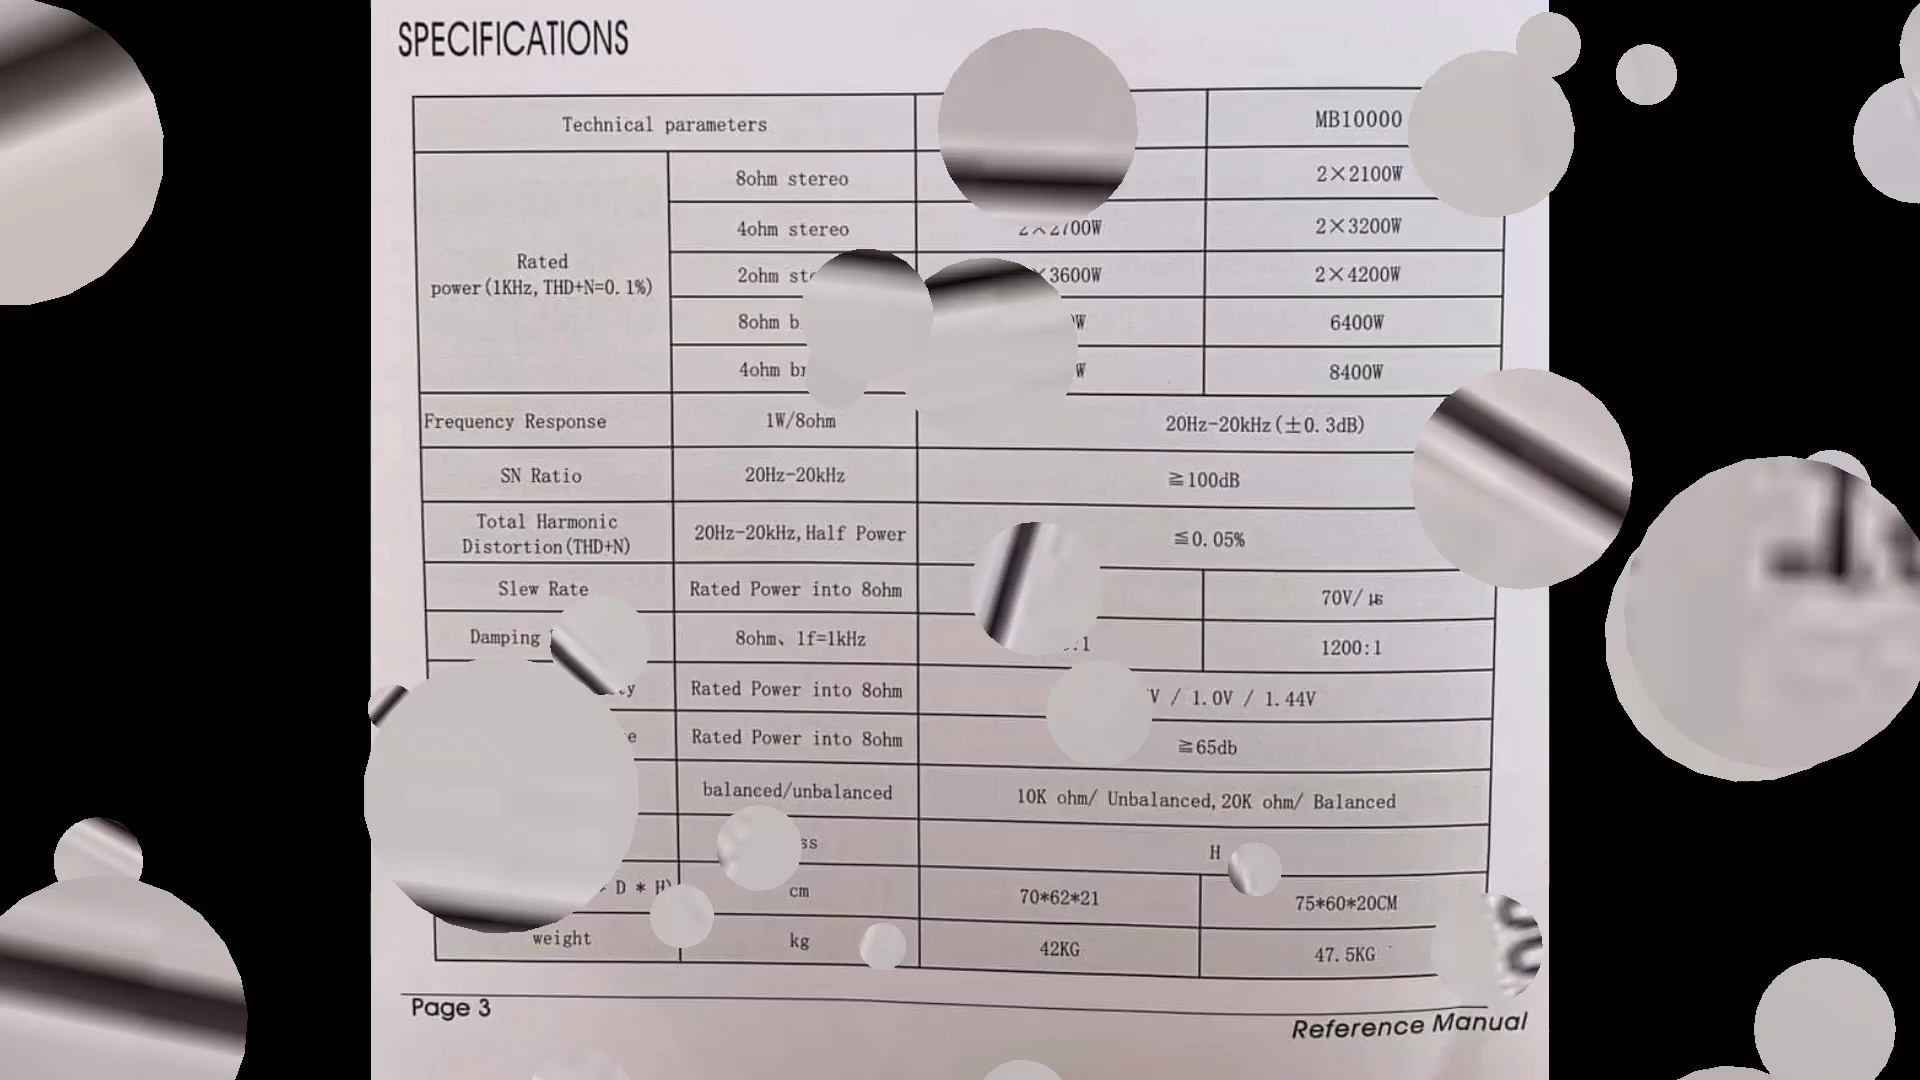 SPECIFICATIONS
Technical parameters MB10000
Rated
power(1KHz, THD+N=0.1%)
8ohm stereo 2×2100W
4ohm stereo 2×3200W
2ohm 2×4200W
8ohm 6400W
4ohm 8400W
Frequency Response 1W/8ohm 20Hz-20kHz(±0.3dB)
SN Ratio 20Hz-20kHz ≧100dB
Total Harmonic
Distortion(THD+N) 20Hz-20kHz, Half Power ≦0.05%
Slew Rate Rated Power into 8ohm 70V/μs
Damping 8ohm、1f=1kHz 1200:1
Rated Power into 8ohm / 1.0V / 1.44V
Rated Power into 8ohm ≧65db
balanced/unbalanced 10K ohm/ Unbalanced, 20K ohm/ Balanced
H
D * H) cm 70*62*21 75*60*20CM
weight kg 42KG 47.5KG
Page 3
Reference Manual